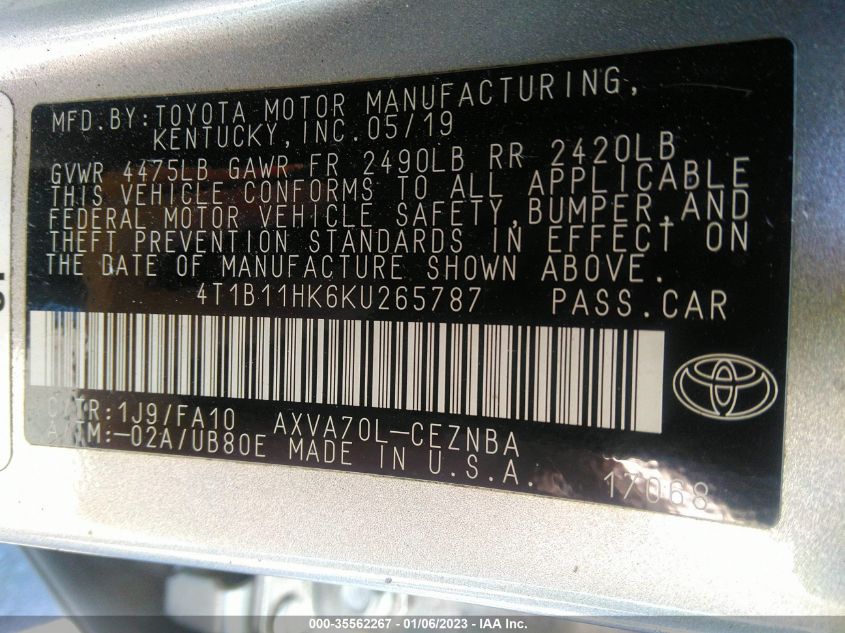 MFD.BY:TOYOTA MOTOR MANUFACTURING,
KENTUCKY,INC.05/19
GVWR 4475LB GAWR FR 2490LB RR 2420LB
THIS VEHICLE CONFORMS TO ALL APPLICABLE
FEDERAL MOTOR VEHICLE SAFETY,BUMPER,AND
THEFT PREVENTION STANDARDS IN EFFECT ON
THE DATE OF MANUFACTURE SHOWN ABOVE.
4T1B11HK6KU265787 PASS.CAR
C/TR:1J9/FA10 AXVA70L-CEZNBA
A/TM:-02A/UB80E MADE IN U.S.A.
17068
000-35562267 - 01/06/2023 - IAA Inc.